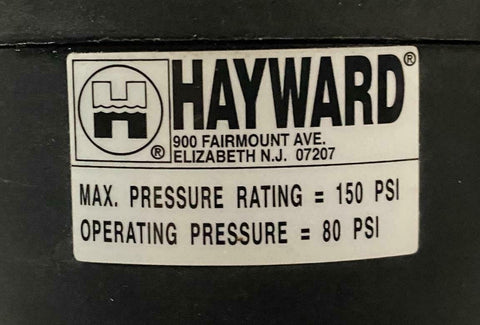 HAYWARD®
900 FAIRMOUNT AVE.
ELIZABETH N.J. 07207
H®
MAX. PRESSURE RATING = 150 PSI
OPERATING PRESSURE = 80 PSI